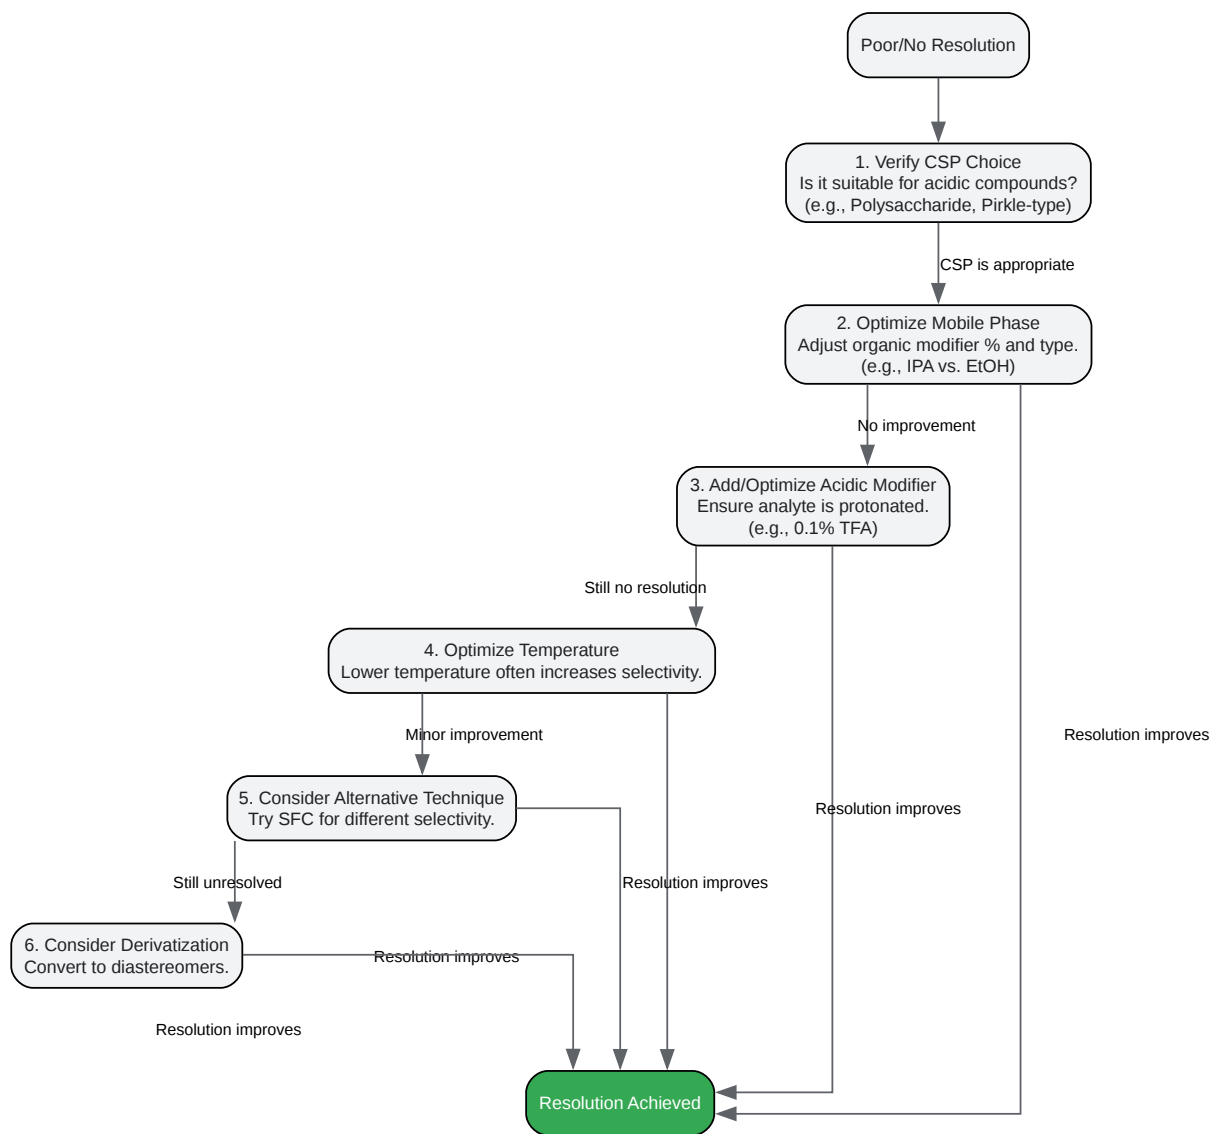 Poor/No Resolution
1. Verify CSP Choice
Is it suitable for acidic compounds?
(e.g., Polysaccharide, Pirkle-type)
CSP is appropriate
2. Optimize Mobile Phase
Adjust organic modifier % and type.
(e.g., IPA vs. EtOH)
No improvement
3. Add/Optimize Acidic Modifier
Ensure analyte is protonated.
(e.g., 0.1% TFA)
Still no resolution
4. Optimize Temperature
Lower temperature often increases selectivity.
Minor improvement
Resolution improves
5. Consider Alternative Technique
Try SFC for different selectivity.
Resolution improves
Still unresolved
Resolution improves
6. Consider Derivatization
Convert to diastereomers.
Resolution improves
Resolution improves
Resolution Achieved